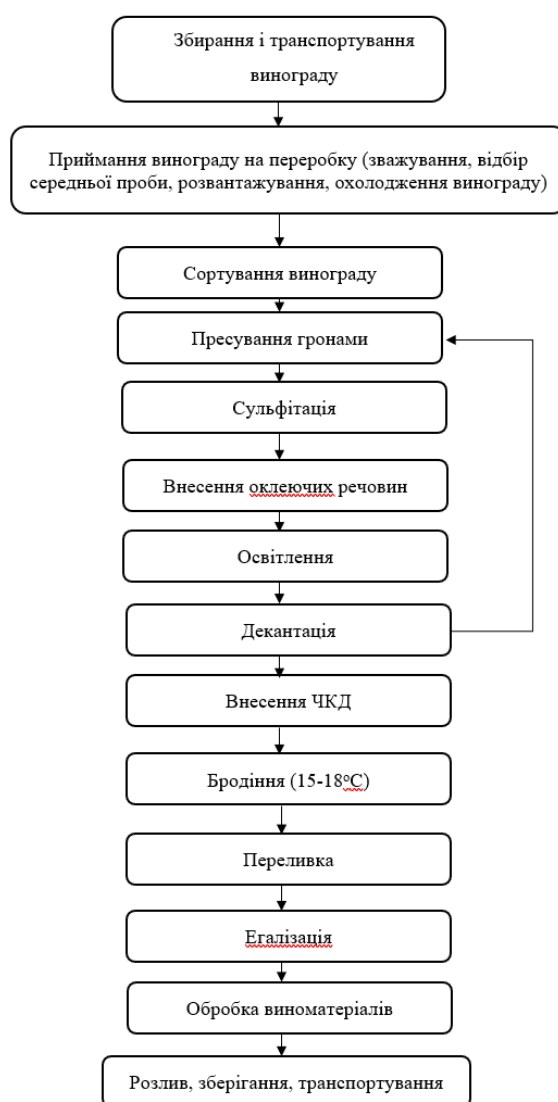 Збирання і транспортування
винограду
Приймання винограду на переробку (зважування, відбір
середньої проби, розвантажування, охолодження винограду)
Сортування винограду
Пресування гронами
Сульфітація
Внесення оклеючих речовин
Освітлення
Декантація
Внесення ЧКД
Бродіння (15-18°С)
Переливка
Егалізація
Обробка виноматеріалів
Розлив, зберігання, транспортування